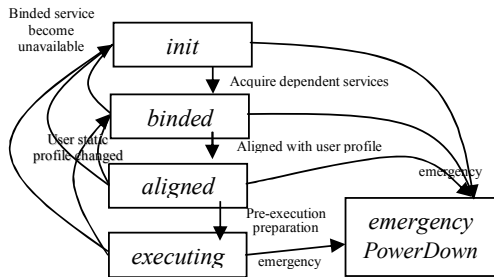 Binded service
become
unavailable
init
Acquire dependent services
binded
User static
profile changed
Aligned with user profile
aligned
emergency
Pre-execution
preparation
executing
emergency
emergency
PowerDown